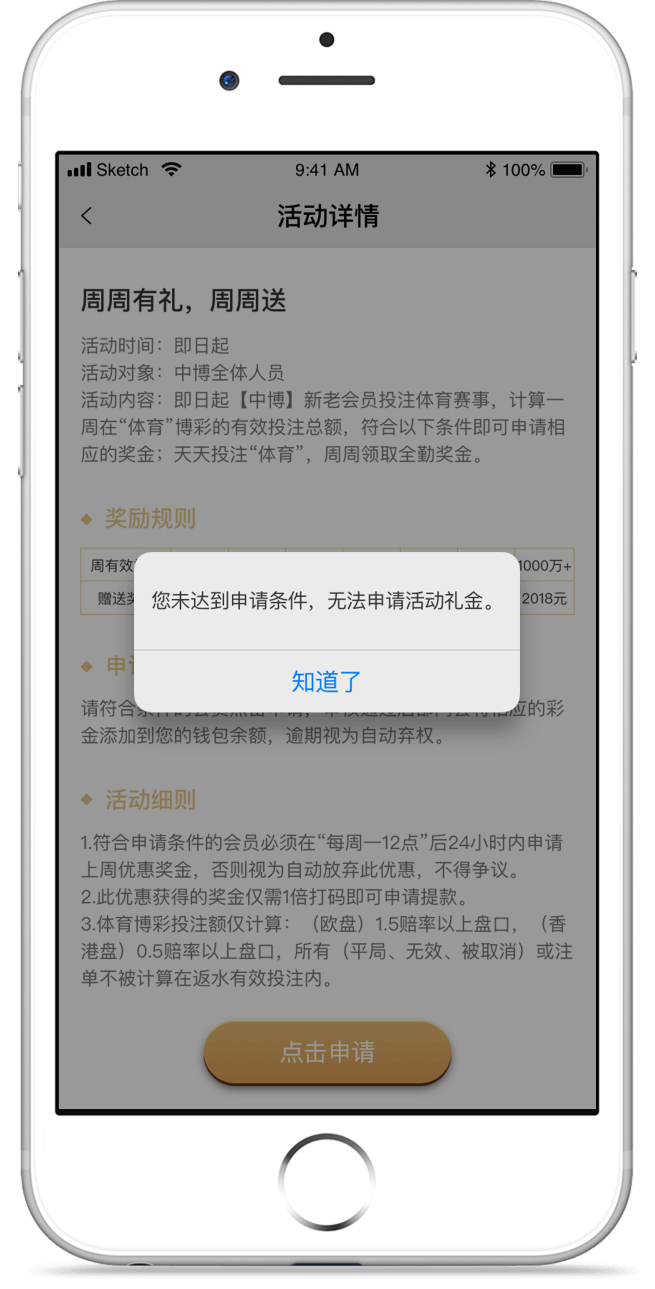 Sketch 9:41 AM 100%
活动详情
周周有礼，周周送
活动时间：即日起
活动对象：中博全体人员
活动内容：即日起【中博】新老会员投注体育赛事，计算一
周在“体育”博彩的有效投注总额，符合以下条件即可申请相
应的奖金；天天投注“体育”，周周领取全勤奖金。
奖励规则
周有效 1000万+
您未达到申请条件，无法申请活动礼金。
赠送 2018元
知道了
请符合 的彩
金添加到您的钱包余额，逾期视为自动弃权。
活动细则
1.符合申请条件的会员必须在“每周一12点”后24小时内申请
上周优惠奖金，否则视为自动放弃此优惠，不得争议。
2.此优惠获得的奖金仅需1倍打码即可申请提款。
3.体育博彩投注额仅计算：（欧盘）1.5赔率以上盘口，（香
港盘）0.5赔率以上盘口，所有（平局、无效、被取消）或注
单不被计算在返水有效投注内。
点击申请